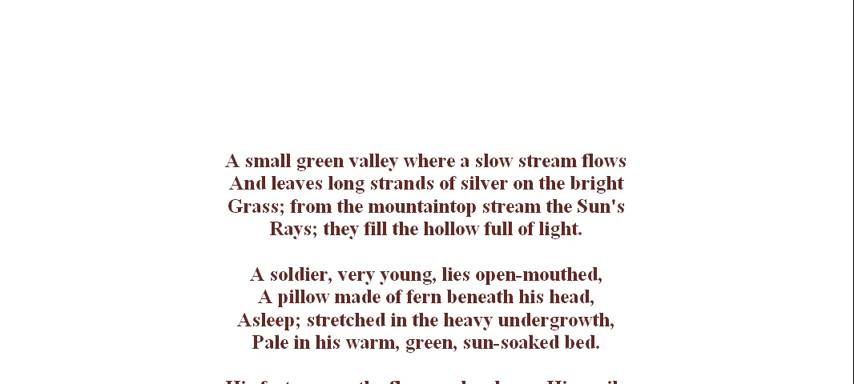 A small green valley where a slow stream flows
And leaves long strands of silver on the bright
Grass; from the mountaintop stream the Sun's
Rays; they fill the hollow full of light.
A soldier, very young, lies open-mouthed,
A pillow made of fern beneath his head,
Asleep; stretched in the heavy undergrowth,
Pale in his warm, green, sun-soaked bed.